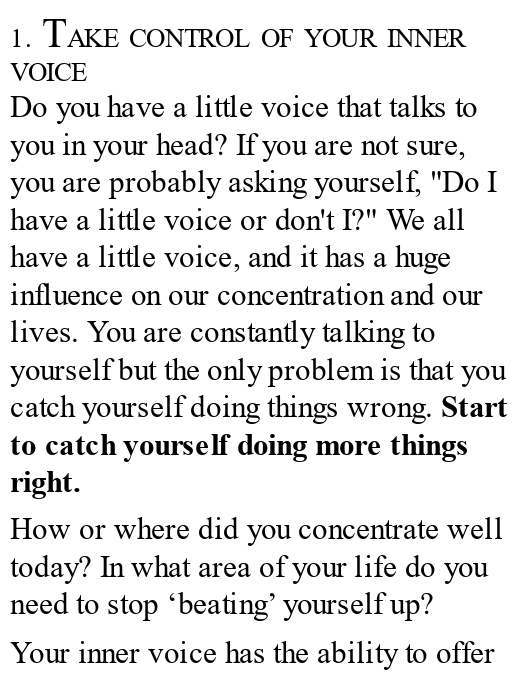 1. TAKE CONTROL OF YOUR INNER
VOICE
Do you have a little voice that talks to
you in your head? If you are not sure,
you are probably asking yourself, "Do I
have a little voice or don't I?" We all
have a little voice, and it has a huge
influence on our concentration and our
lives. You are constantly talking to
yourself but the only problem is that you
catch yourself doing things wrong. Start
to catch yourself doing more things
right.
How or where did you concentrate well
today? In what area of your life do you
need to stop ‘beating’ yourself up?
Your inner voice has the ability to offer